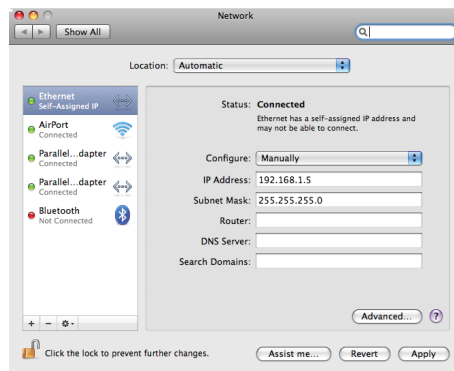 Network
Show All
Location: Automatic
Ethernet
Self-Assigned IP
AirPort
Connected
Parallel...dapter
Connected
Parallel...dapter
Connected
Bluetooth
Not Connected
Status: Connected
Ethernet has a self-assigned IP address and
may not be able to connect.
Configure: Manually
IP Address: 192.168.1.5
Subnet Mask: 255.255.255.0
Router:
DNS Server:
Search Domains:
Advanced... ?
+ −
Click the lock to prevent further changes.
Assist me... Revert Apply